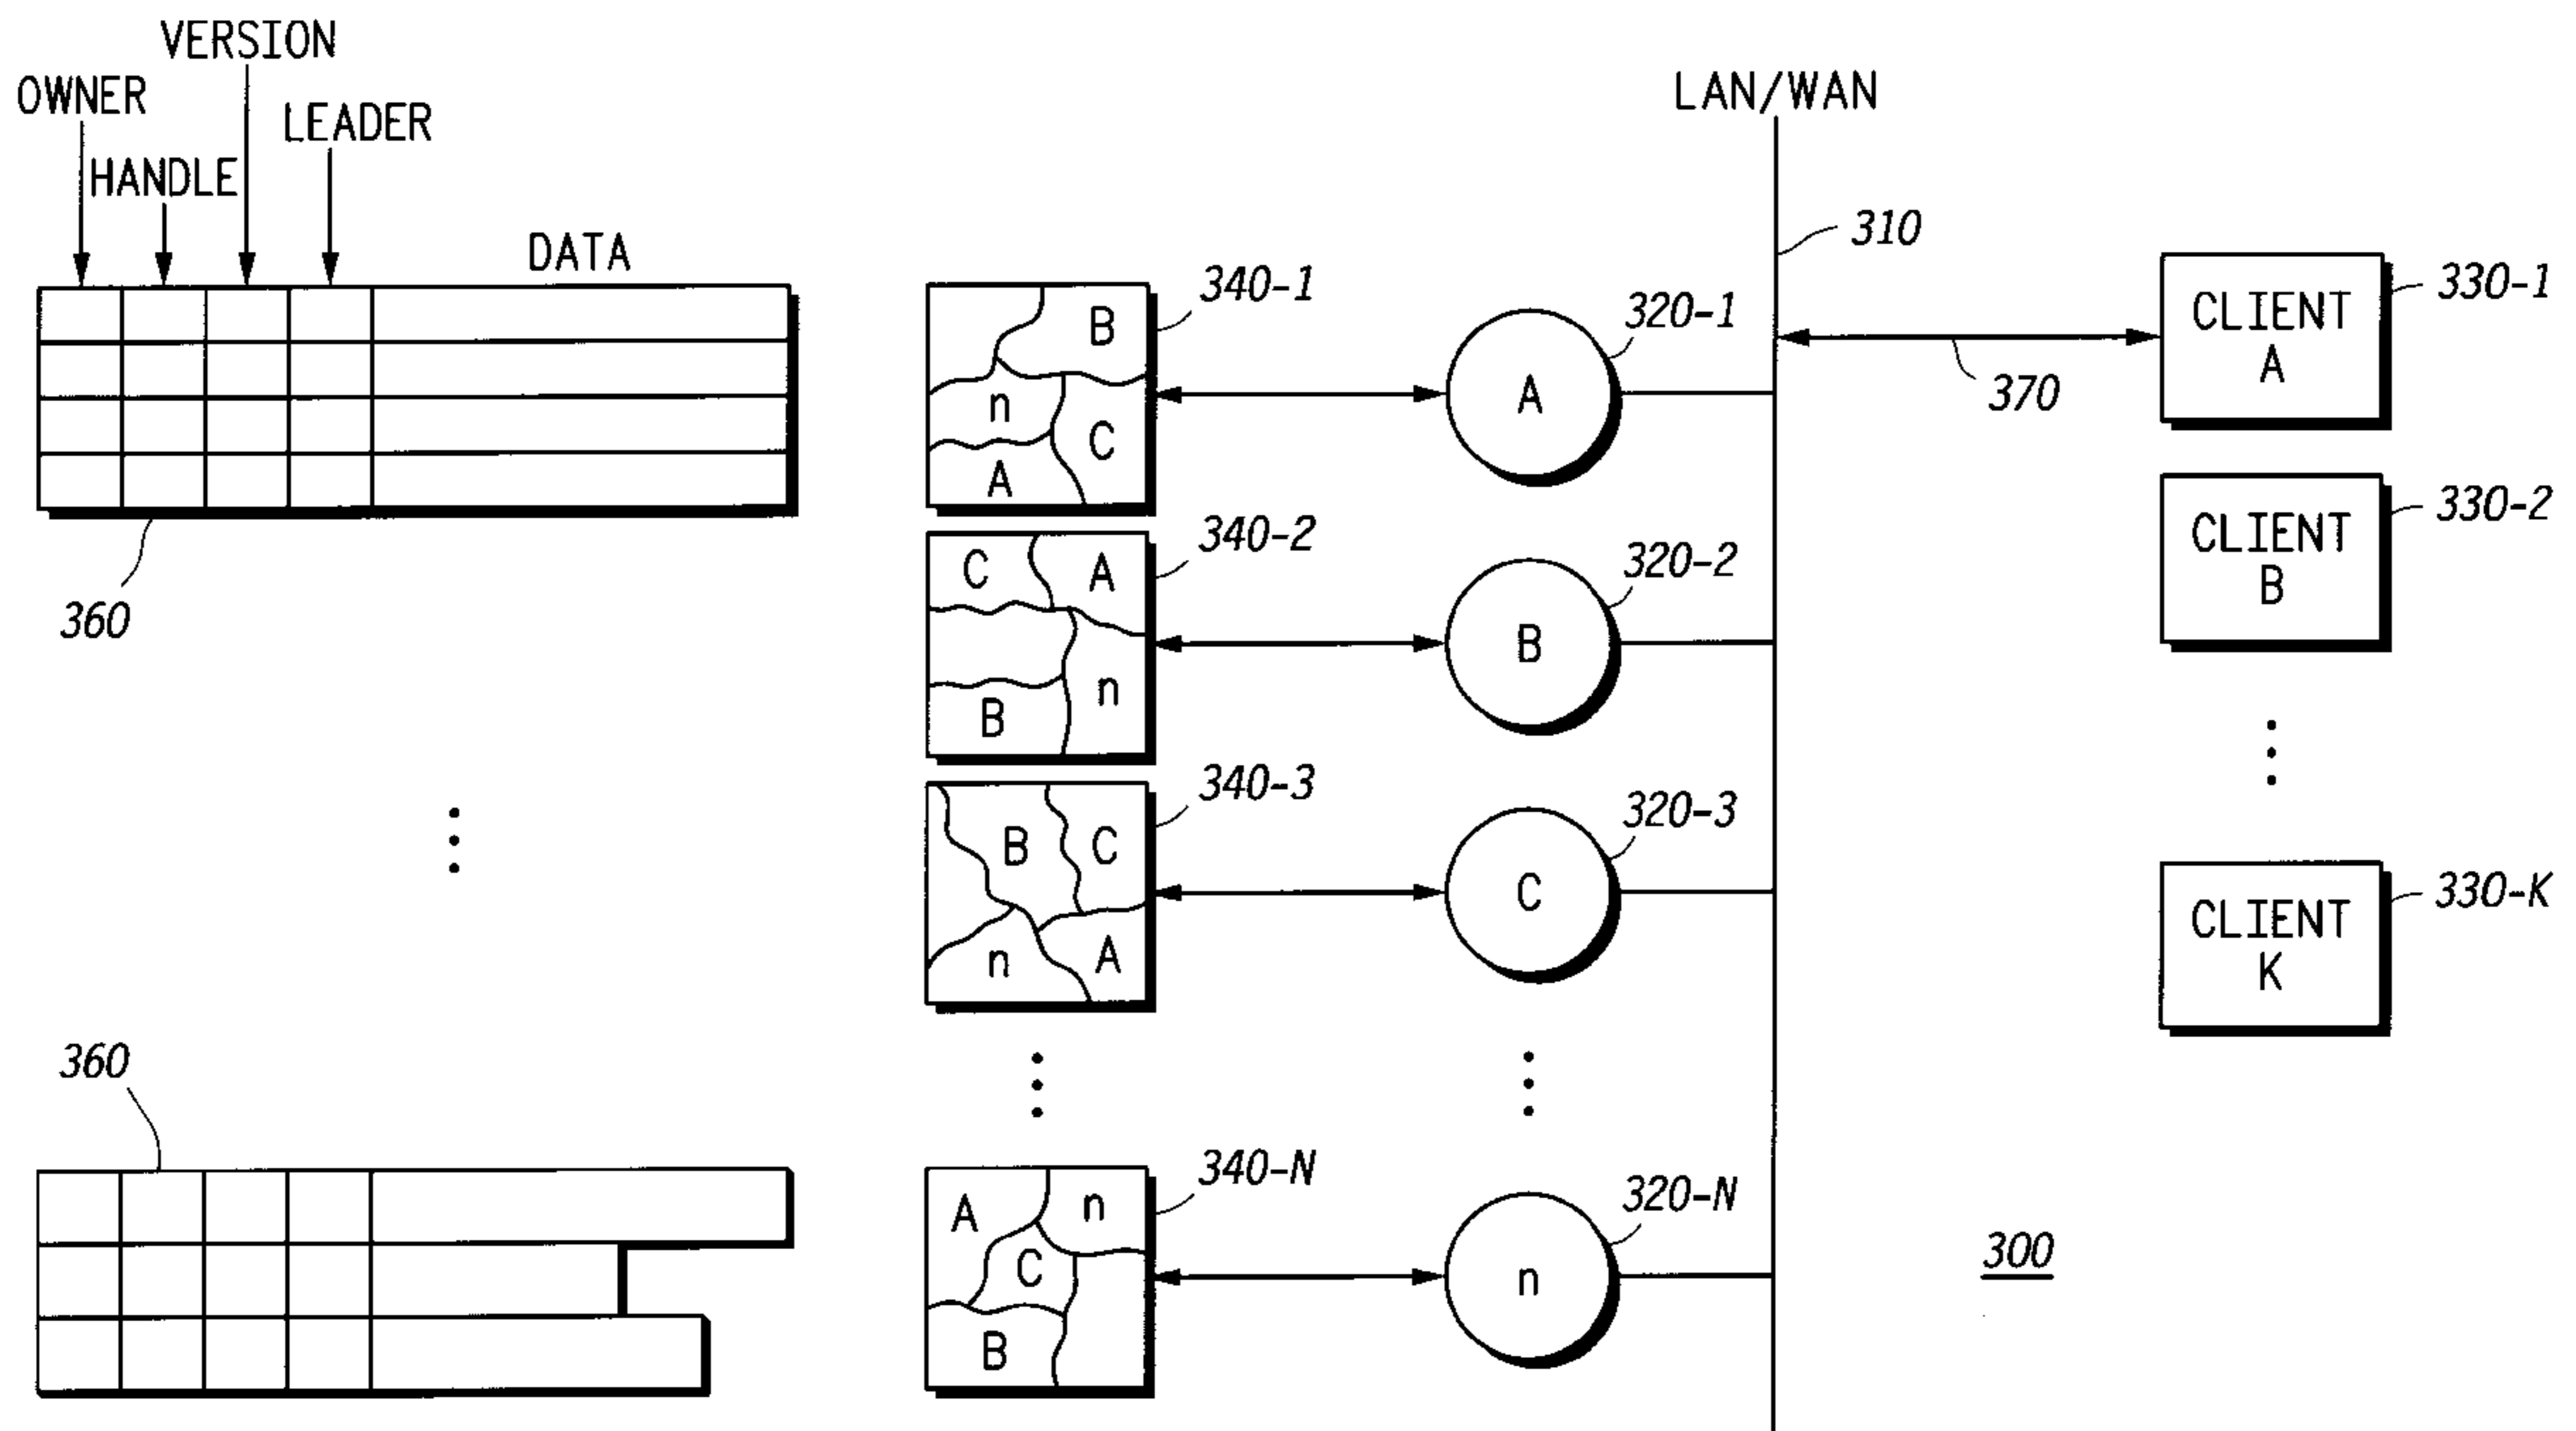 VERSION
OWNER
LEADER
HANDLE
DATA
360
360
LAN/WAN
310
340-1
B
n
C
A
320-1
A
370
CLIENT
A
330-1
340-2
C
A
B
n
320-2
B
CLIENT
B
330-2
340-3
B
C
n
A
320-3
C
CLIENT
K
330-K
340-N
A
n
C
B
320-N
n
300